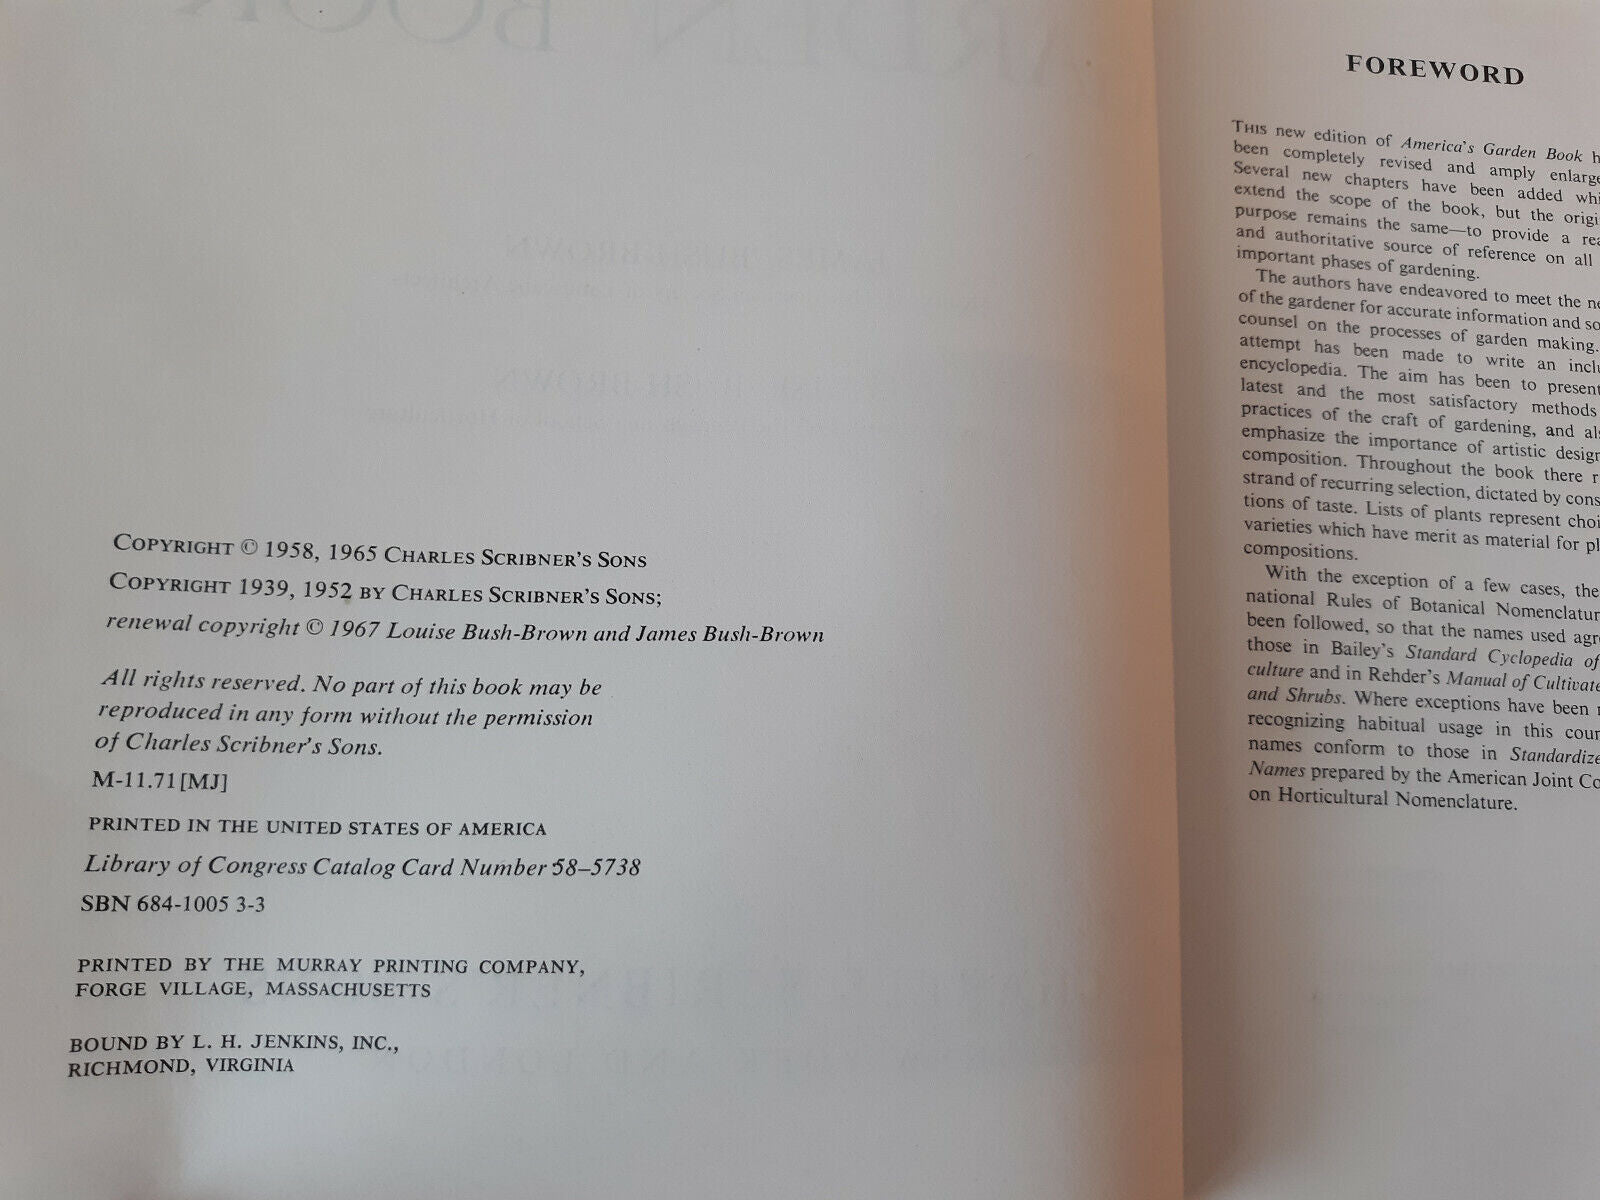 COPYRIGHT © 1958, 1965 CHARLES SCRIBNER'S SONS
COPYRIGHT 1939, 1952 BY CHARLES SCRIBNER'S SONS;
renewal copyright © 1967 Louise Bush-Brown and James Bush-Brown
All rights reserved. No part of this book may be
reproduced in any form without the permission
of Charles Scribner's Sons.
M-11.71[MJ]
PRINTED IN THE UNITED STATES OF AMERICA
Library of Congress Catalog Card Number 58–5738
SBN 684-1005 3-3
PRINTED BY THE MURRAY PRINTING COMPANY,
FORGE VILLAGE, MASSACHUSETTS
BOUND BY L. H. JENKINS, INC.,
RICHMOND, VIRGINIA
FOREWORD
THIS new edition of America's Garden Book
been completely revised and amply
Several new chapters have been added
extend the scope of the book, but the
purpose remains the same—to provide a
and authoritative source of reference on all
important phases of gardening.
The authors have endeavored to meet the
of the gardener for accurate information and
counsel on the processes of garden making.
attempt has been made to write an
encyclopedia. The aim has been to present
latest and the most satisfactory methods
practices of the craft of gardening, and
emphasize the importance of artistic design
composition. Throughout the book there
strand of recurring selection, dictated by
tions of taste. Lists of plants represent
varieties which have merit as material for
compositions.
With the exception of a few cases, the
national Rules of Botanical Nomenclature
been followed, so that the names used
those in Bailey's Standard Cyclopedia of
culture and in Rehder's Manual of
and Shrubs. Where exceptions have been
recognizing habitual usage in this
names conform to those in
Names prepared by the American Joint
on Horticultural Nomenclature.